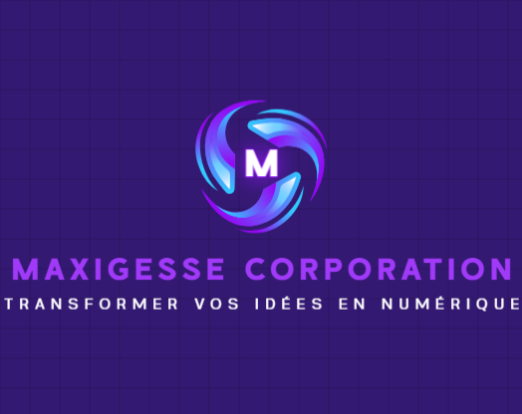 M
MAXIGESSE CORPORATION
TRANSFORMER VOS IDÉES EN NUMÉRIQUE